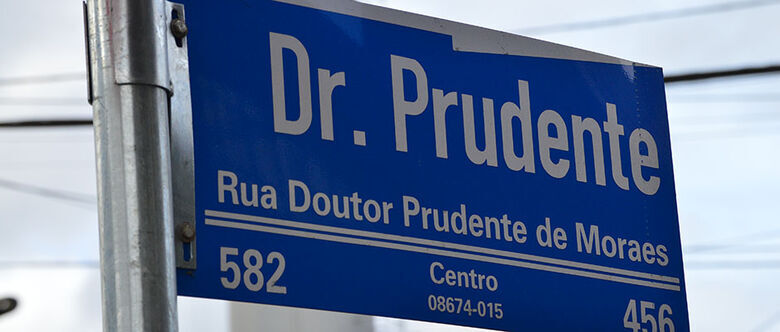 Dr. Prudente
Rua Doutor Prudente de Moraes
582 Centro 456
08674-015